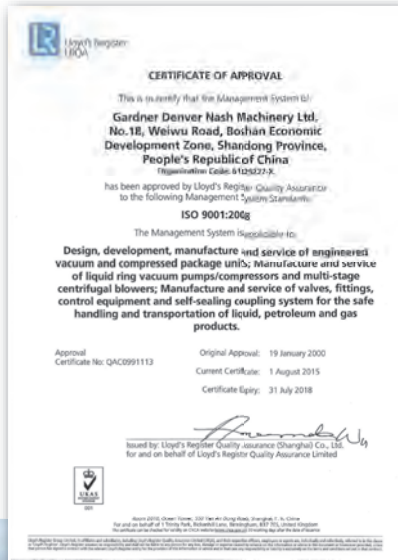 LR
Lloyd's Register
LRQA
CERTIFICATE OF APPROVAL
This is to certify that the Management System of:
Gardner Denver Nash Machinery Ltd.
No.18, Weiwu Road, Boshan Economic
Development Zone, Shandong Province,
People's Republic of China
Organisation Code:
has been approved by Lloyd's Register Quality Assurance
to the following Management System Standards:
ISO 9001:2008
The Management System is applicable to:
Design, development, manufacture and service of engineered
vacuum and compressed package units; Manufacture and service
of liquid ring vacuum pumps/compressors and multi-stage
centrifugal blowers; Manufacture and service of valves, fittings,
control equipment and self-sealing coupling system for the safe
handling and transportation of liquid, petroleum and gas
products.
Approval
Certificate No: QAC0991113
Original Approval: 19 January 2000
Current Certificate: 1 August 2015
Certificate Expiry: 31 July 2018
Issued by: Lloyd's Register Quality Assurance (Shanghai) Co., Ltd.
for and on behalf of Lloyd's Register Quality Assurance Limited
UKAS
001